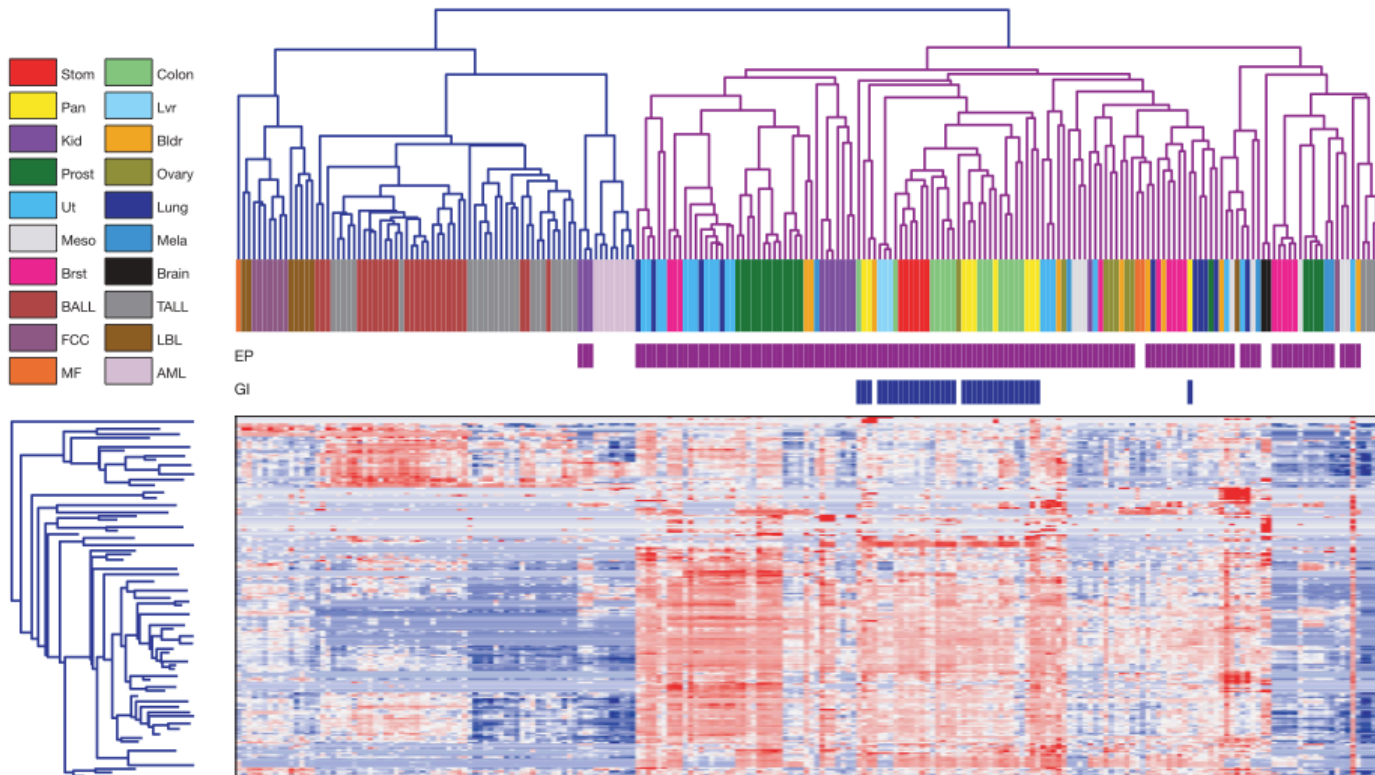 Stom Colon
Pan Lvr
Kid Bldr
Prost Ovary
Ut Lung
Meso Mela
Brst Brain
BALL TALL
FCC LBL
MF AML
EP
GI